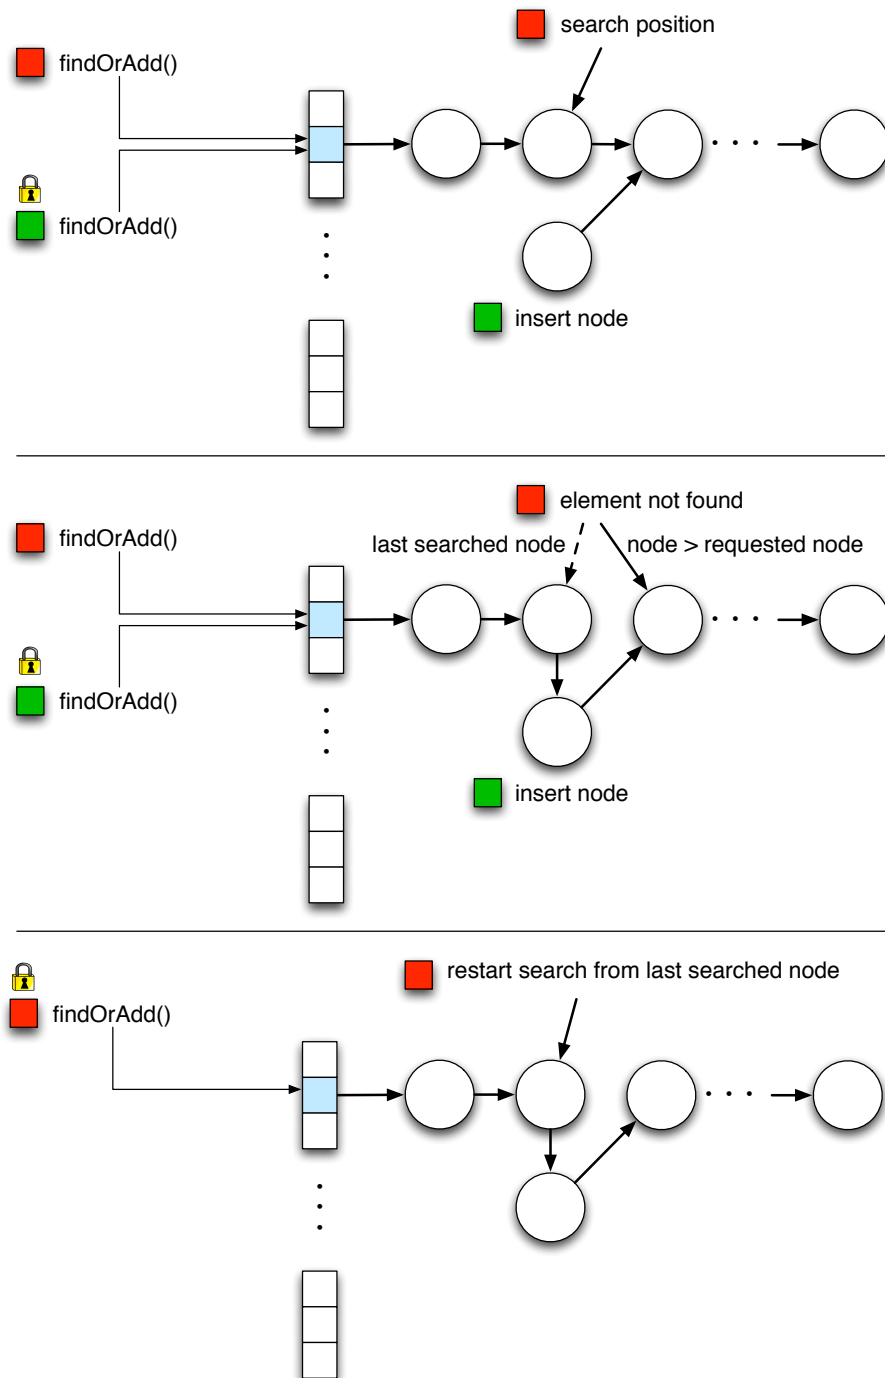 search position
findOrAdd()
findOrAdd()
insert node
element not found
findOrAdd()
last searched node
node > requested node
findOrAdd()
insert node
restart search from last searched node
findOrAdd()